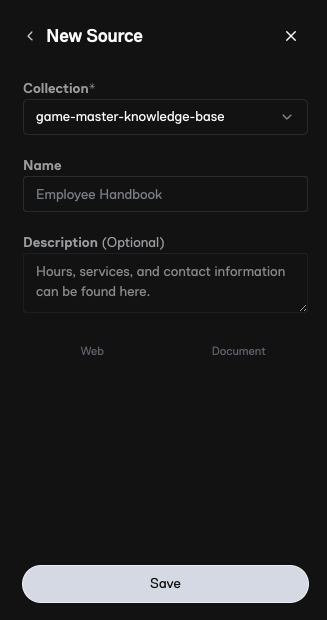 New Source
Collection*
game-master-knowledge-base
Name
Employee Handbook
Description (Optional)
Hours, services, and contact information
can be found here.
Web Document
Save